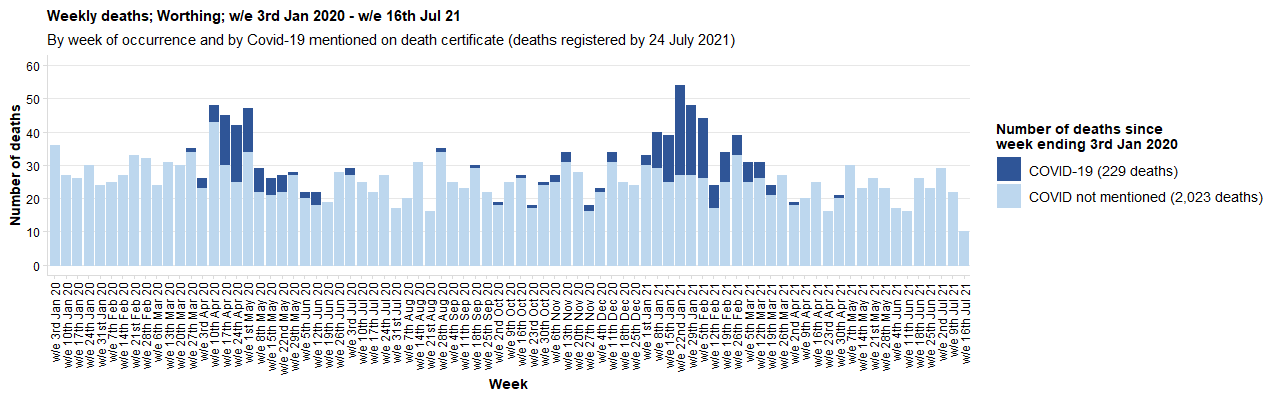 Weekly deaths; Worthing; w/e 3rd Jan 2020 - w/e 16th Jul 21
By week of occurrence and by Covid-19 mentioned on death certificate (deaths registered by 24 July 2021)
Number of deaths
60
50
40
30
20
10
0
w/e 3rd Jan 20
w/e 10th Jan 20
w/e 17th Jan 20
w/e 24th Jan 20
w/e 31st Jan 20
w/e 7th Feb 20
w/e 14th Feb 20
w/e 21st Feb 20
w/e 28th Feb 20
w/e 6th Mar 20
w/e 13th Mar 20
w/e 20th Mar 20
w/e 27th Mar 20
w/e 3rd Apr 20
w/e 10th Apr 20
w/e 17th Apr 20
w/e 24th Apr 20
w/e 1st May 20
w/e 8th May 20
w/e 15th May 20
w/e 22nd May 20
w/e 29th May 20
w/e 5th Jun 20
w/e 12th Jun 20
w/e 19th Jun 20
w/e 26th Jun 20
w/e 3rd Jul 20
w/e 10th Jul 20
w/e 17th Jul 20
w/e 24th Jul 20
w/e 31st Jul 20
w/e 7th Aug 20
w/e 14th Aug 20
w/e 21st Aug 20
w/e 28th Aug 20
w/e 4th Sep 20
w/e 11th Sep 20
w/e 18th Sep 20
w/e 25th Sep 20
w/e 2nd Oct 20
w/e 9th Oct 20
w/e 16th Oct 20
w/e 23rd Oct 20
w/e 30th Oct 20
w/e 6th Nov 20
w/e 13th Nov 20
w/e 20th Nov 20
w/e 27th Nov 20
w/e 4th Dec 20
w/e 11th Dec 20
w/e 18th Dec 20
w/e 25th Dec 20
w/e 1st Jan 21
w/e 8th Jan 21
w/e 15th Jan 21
w/e 22nd Jan 21
w/e 29th Jan 21
w/e 5th Feb 21
w/e 12th Feb 21
w/e 19th Feb 21
w/e 26th Feb 21
w/e 5th Mar 21
w/e 12th Mar 21
w/e 19th Mar 21
w/e 26th Mar 21
w/e 2nd Apr 21
w/e 9th Apr 21
w/e 16th Apr 21
w/e 23rd Apr 21
w/e 30th Apr 21
w/e 7th May 21
w/e 14th May 21
w/e 21st May 21
w/e 28th May 21
w/e 4th Jun 21
w/e 11th Jun 21
w/e 18th Jun 21
w/e 25th Jun 21
w/e 2nd Jul 21
w/e 9th Jul 21
w/e 16th Jul 21
Week
Number of deaths since
week ending 3rd Jan 2020
COVID-19 (229 deaths)
COVID not mentioned (2,023 deaths)